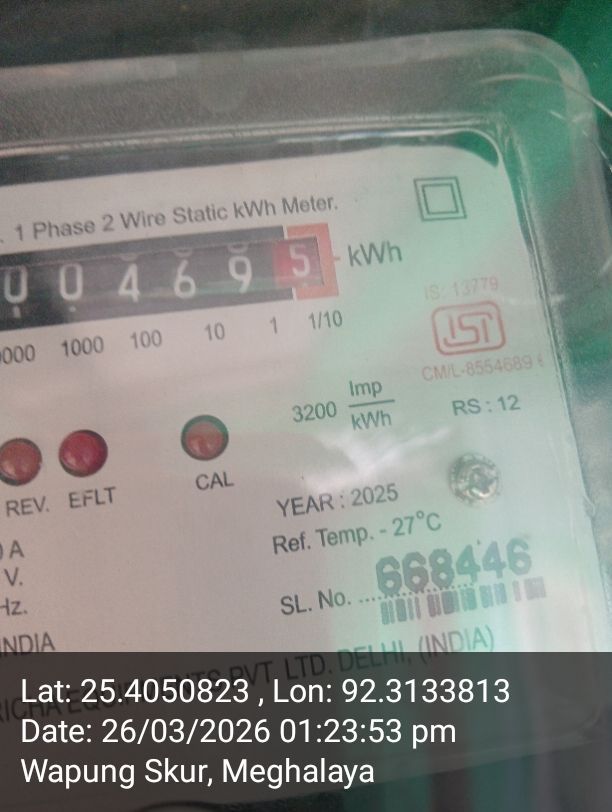 . 1 Phase 2 Wire Static kWh Meter.
0 0 4 6 9 5 kWh
0000 1000 100 10 1 1/10
IS: 13779
ISI
CM/L-8554689
3200 Imp/kWh
RS : 12
REV. EFLT CAL
YEAR : 2025
Ref. Temp. - 27°C
A
V.
Hz.
SL. No. ....668446
INDIA
EQUIPMENTS PVT. LTD. DELHI, (INDIA)
Lat: 25.4050823 , Lon: 92.3133813
Date: 26/03/2026 01:23:53 pm
Wapung Skur, Meghalaya